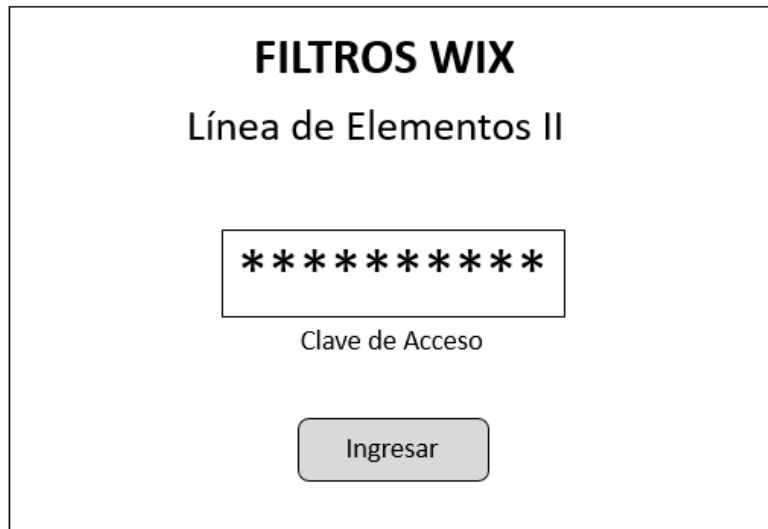 FILTROS WIX
Línea de Elementos II
**********
Clave de Acceso
Ingresar